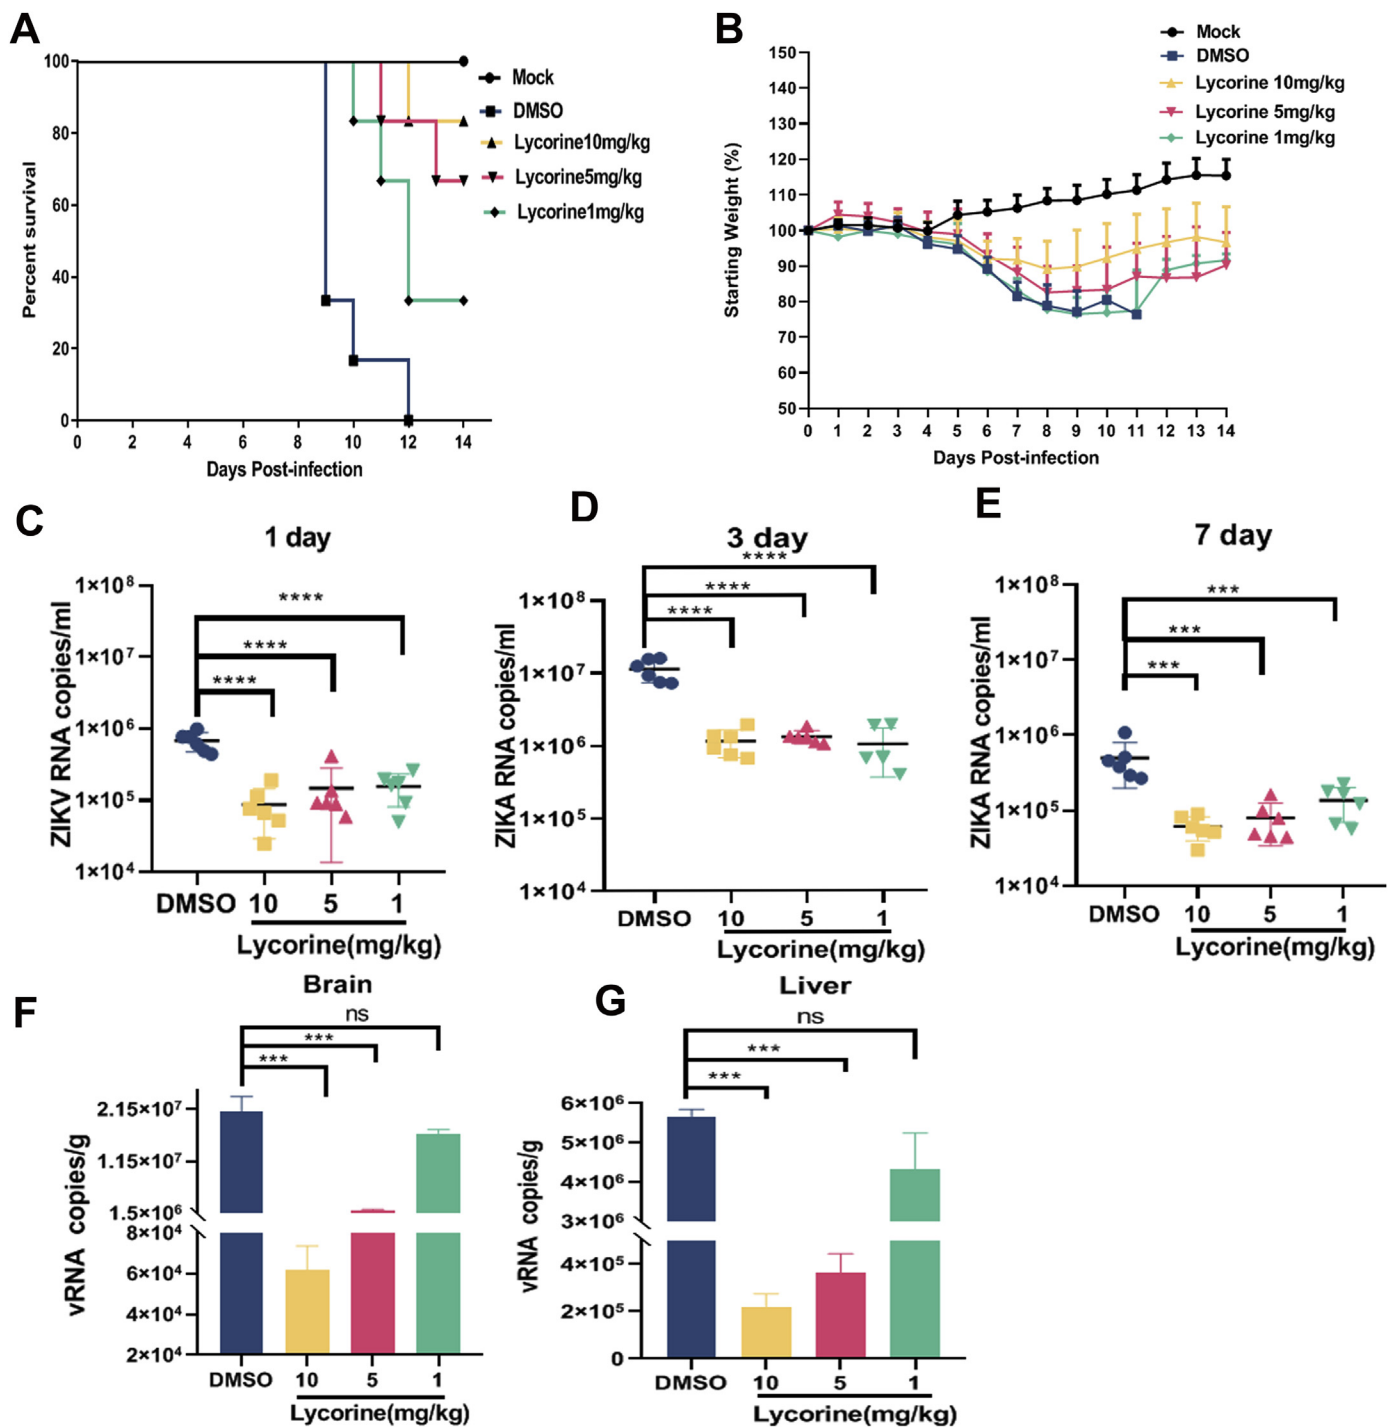 A
100
80
60
40
20
0
Percent survival
0 2 4 6 8 10 12 14
Days Post-infection
Mock
DMSO
Lycorine10mg/kg
Lycorine5mg/kg
Lycorine1mg/kg
B
150
140
130
120
110
100
90
80
70
60
50
Starting Weight (%)
0 1 2 3 4 5 6 7 8 9 10 11 12 13 14
Days Post-infection
Mock
DMSO
Lycorine 10mg/kg
Lycorine 5mg/kg
Lycorine 1mg/kg
C
1 day
1×10⁸
1×10⁷
1×10⁶
1×10⁵
1×10⁴
ZIKV RNA copies/ml
****
****
****
DMSO 10 5 1
Lycorine(mg/kg)
D
3 day
1×10⁸
1×10⁷
1×10⁶
1×10⁵
1×10⁴
ZIKA RNA copies/ml
****
****
****
DMSO 10 5 1
Lycorine(mg/kg)
E
7 day
1×10⁸
1×10⁷
1×10⁶
1×10⁵
1×10⁴
ZIKA RNA copies/ml
***
***
***
DMSO 10 5 1
Lycorine(mg/kg)
F
Brain
ns
***
***
2.15×10⁷
1.15×10⁷
1.5×10⁶
8×10⁴
6×10⁴
4×10⁴
2×10⁴
vRNA copies/g
DMSO 10 5 1
Lycorine(mg/kg)
G
Liver
ns
***
***
6×10⁶
5×10⁶
4×10⁶
3×10⁶
4×10⁵
2×10⁵
0
vRNA copies/g
DMSO 10 5 1
Lycorine(mg/kg)